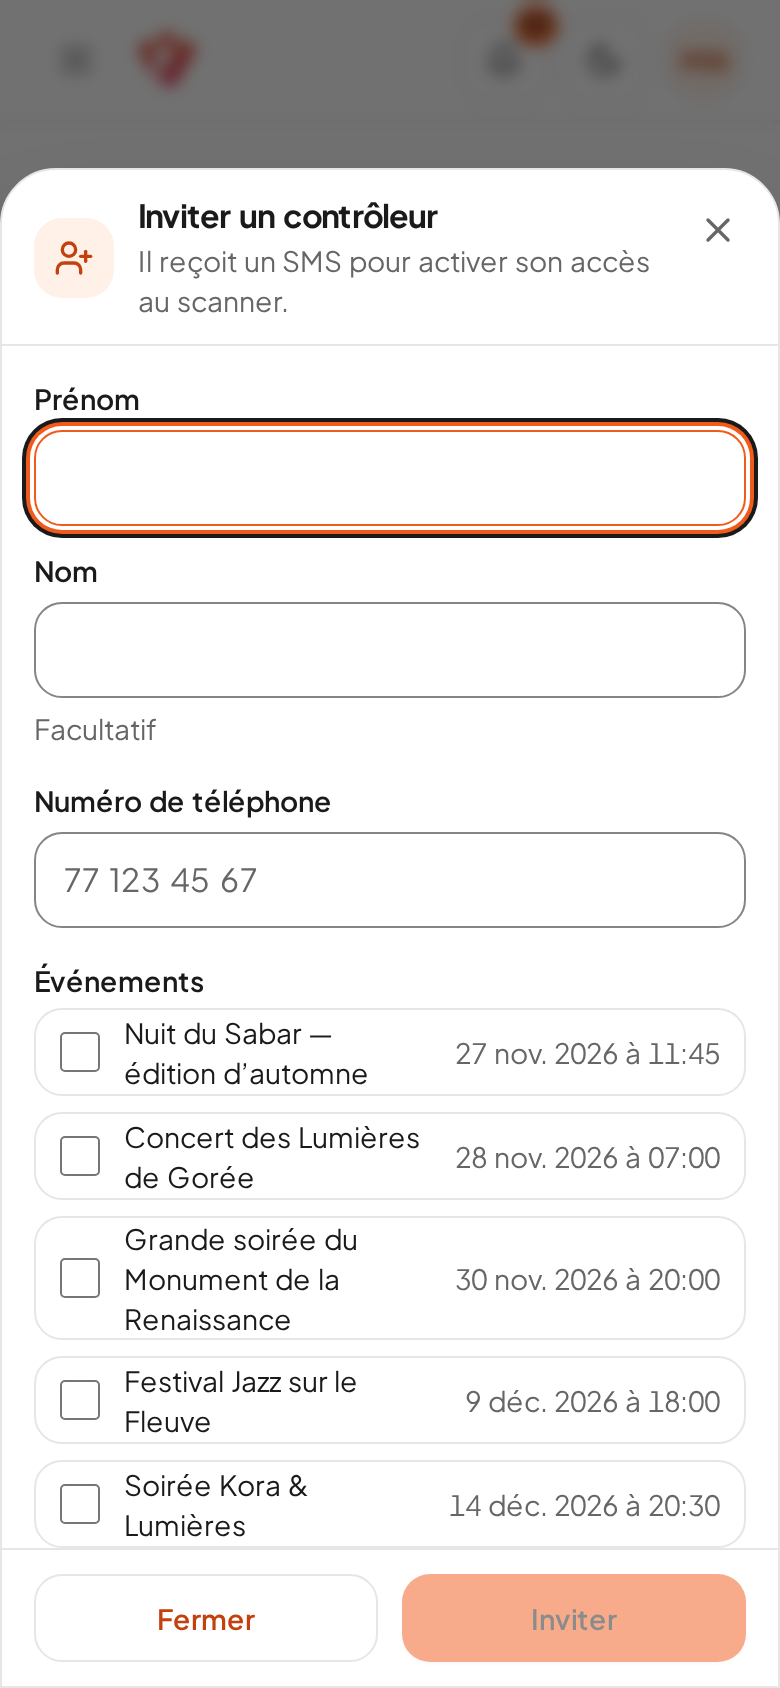 Inviter un contrôleur
Il reçoit un SMS pour activer son accès
au scanner.
Prénom
Nom
Facultatif
Numéro de téléphone
77 123 45 67
Événements
Nuit du Sabar —
édition d’automne
27 nov. 2026 à 11:45
Concert des Lumières
de Gorée
28 nov. 2026 à 07:00
Grande soirée du
Monument de la
Renaissance
30 nov. 2026 à 20:00
Festival Jazz sur le
Fleuve
9 déc. 2026 à 18:00
Soirée Kora &
Lumières
14 déc. 2026 à 20:30
Fermer
Inviter